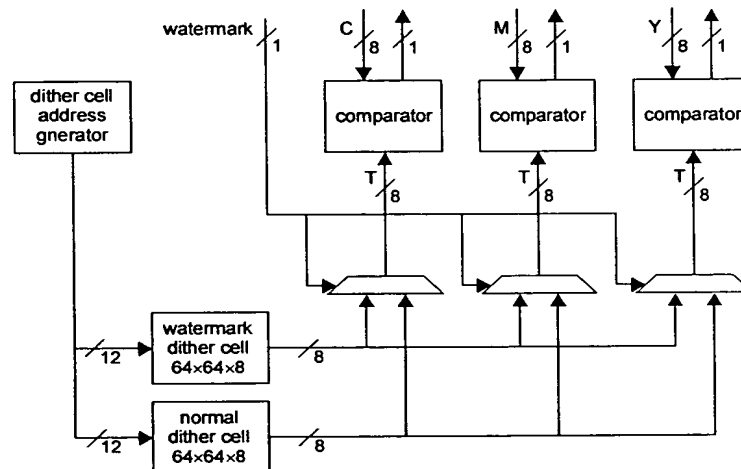 watermark 1 C 8 1 M 8 1 Y 8 1
dither cell
address
gnerator
comparator comparator comparator
T 8 T 8 T 8
watermark
dither cell
64×64×8
12 8
normal
dither cell
64×64×8
12 8